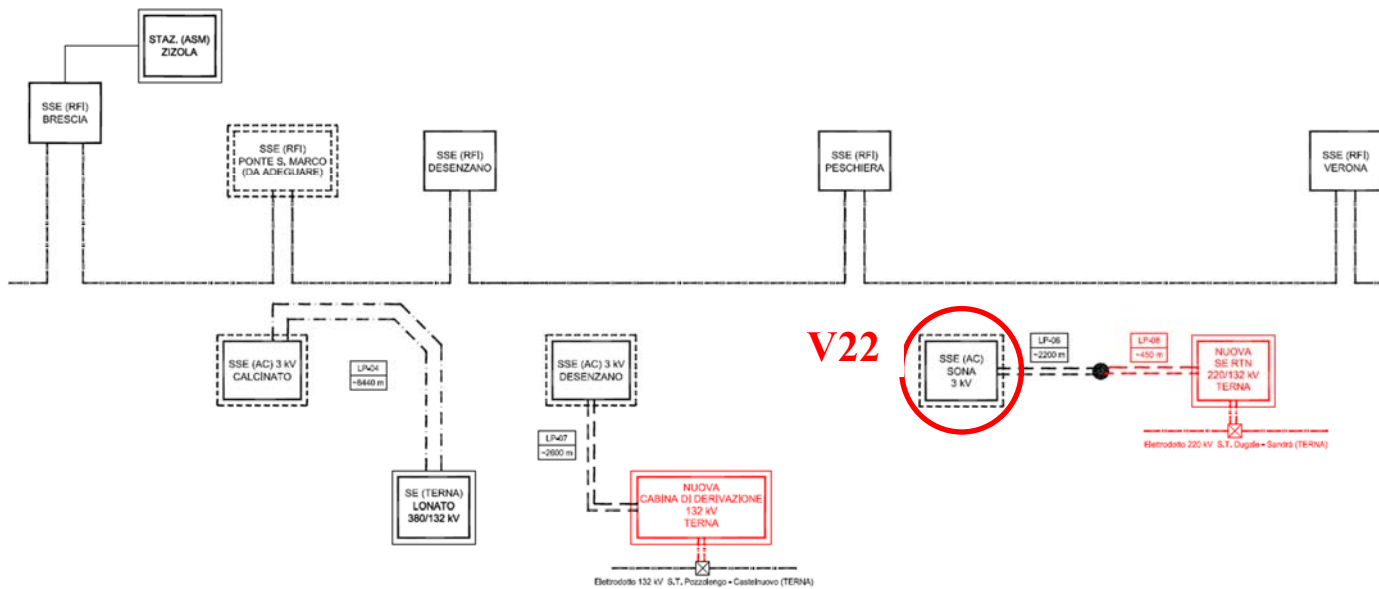 STAZ. (ASM)
ZIZOLA
SSE (RFI)
BRESCIA
SSE (RFI)
PONTE S. MARCO
(DA ADEGUARE)
SSE (RFI)
DESENZANO
SSE (RFI)
PESCHIERA
SSE (RFI)
VERONA
SSE (AC) 3 kV
CALCINATO
LP-04
~6440 m
SSE (AC) 3 kV
DESENZANO
V22
SSE (AC)
SONA
3 kV
LP-06
~2200 m
LP-08
~450 m
NUOVA
SE RTN
220/132 kV
TERNA
Elettrodotto 220 kV S.T. Dugale - Sandrà (TERNA)
LP-07
~2600 m
SE (TERNA)
LONATO
380/132 kV
NUOVA
CABINA DI DERIVAZIONE
132 kV
TERNA
Elettrodotto 132 kV S.T. Pozzolengo - Castelnuovo (TERNA)